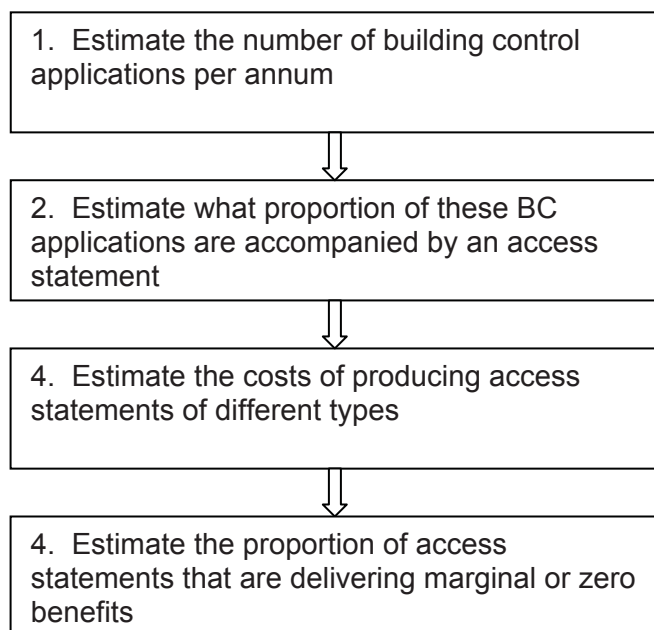 1. Estimate the number of building control
applications per annum
2. Estimate what proportion of these BC
applications are accompanied by an access
statement
4. Estimate the costs of producing access
statements of different types
4. Estimate the proportion of access
statements that are delivering marginal or zero
benefits